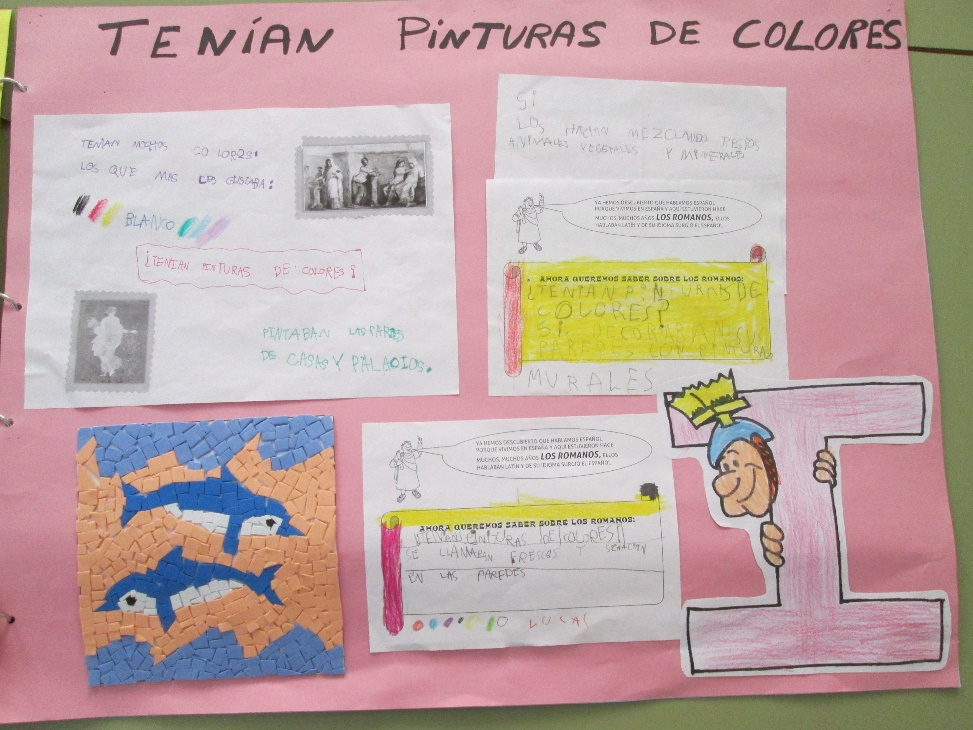 TENÍAN PINTURAS DE COLORES
TENIAN MUCHOS COLORES.
LOS QUE MAS LES GUSTABA:
BLANCO
¡TENIAN PINTURAS DE COLORES!
PINTABAN LAS PARES
DE CASAS Y PALACIOS.
SI
LOS HACIAN MEZCLANDO
ANIMALES VEGETALES Y MINERALES
YA HEMOS DESCUBIERTO QUE HABLAMOS ESPAÑOL
PORQUE VIVIMOS EN ESPAÑA Y AQUÍ ESTUVIERON HACE
MUCHOS, MUCHOS AÑOS LOS ROMANOS, ELLOS
HABLABAN LATÍN Y DE SU IDIOMA SURGIÓ EL ESPAÑOL.
AHORA QUEREMOS SABER SOBRE LOS ROMANOS:
¿TENIAN PINTURAS DE
COLORES?
SI. DECORABAN SUS
PAREDES CON PINTURAS
MURALES
YA HEMOS DESCUBIERTO QUE HABLAMOS ESPAÑOL
PORQUE VIVIMOS EN ESPAÑA Y AQUÍ ESTUVIERON HACE
MUCHOS, MUCHOS AÑOS LOS ROMANOS, ELLOS
HABLABAN LATÍN Y DE SU IDIOMA SURGIÓ EL ESPAÑOL.
AHORA QUEREMOS SABER SOBRE LOS ROMANOS:
¿TENIAN PINTURAS DE COLORES?
SE LLAMABAN FRESCOS Y
EN LAS PAREDES
LUCAS
I